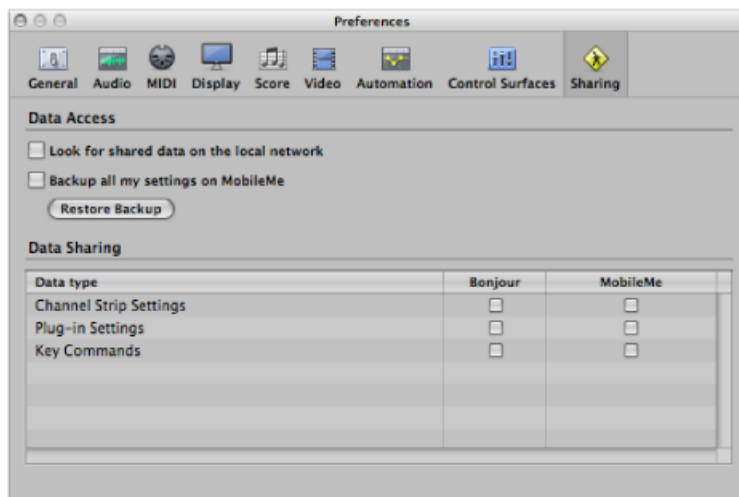 Preferences
General Audio MIDI Display Score Video Automation Control Surfaces Sharing
Data Access
Look for shared data on the local network
Backup all my settings on MobileMe
Restore Backup
Data Sharing
Data type Bonjour MobileMe
Channel Strip Settings
Plug-in Settings
Key Commands